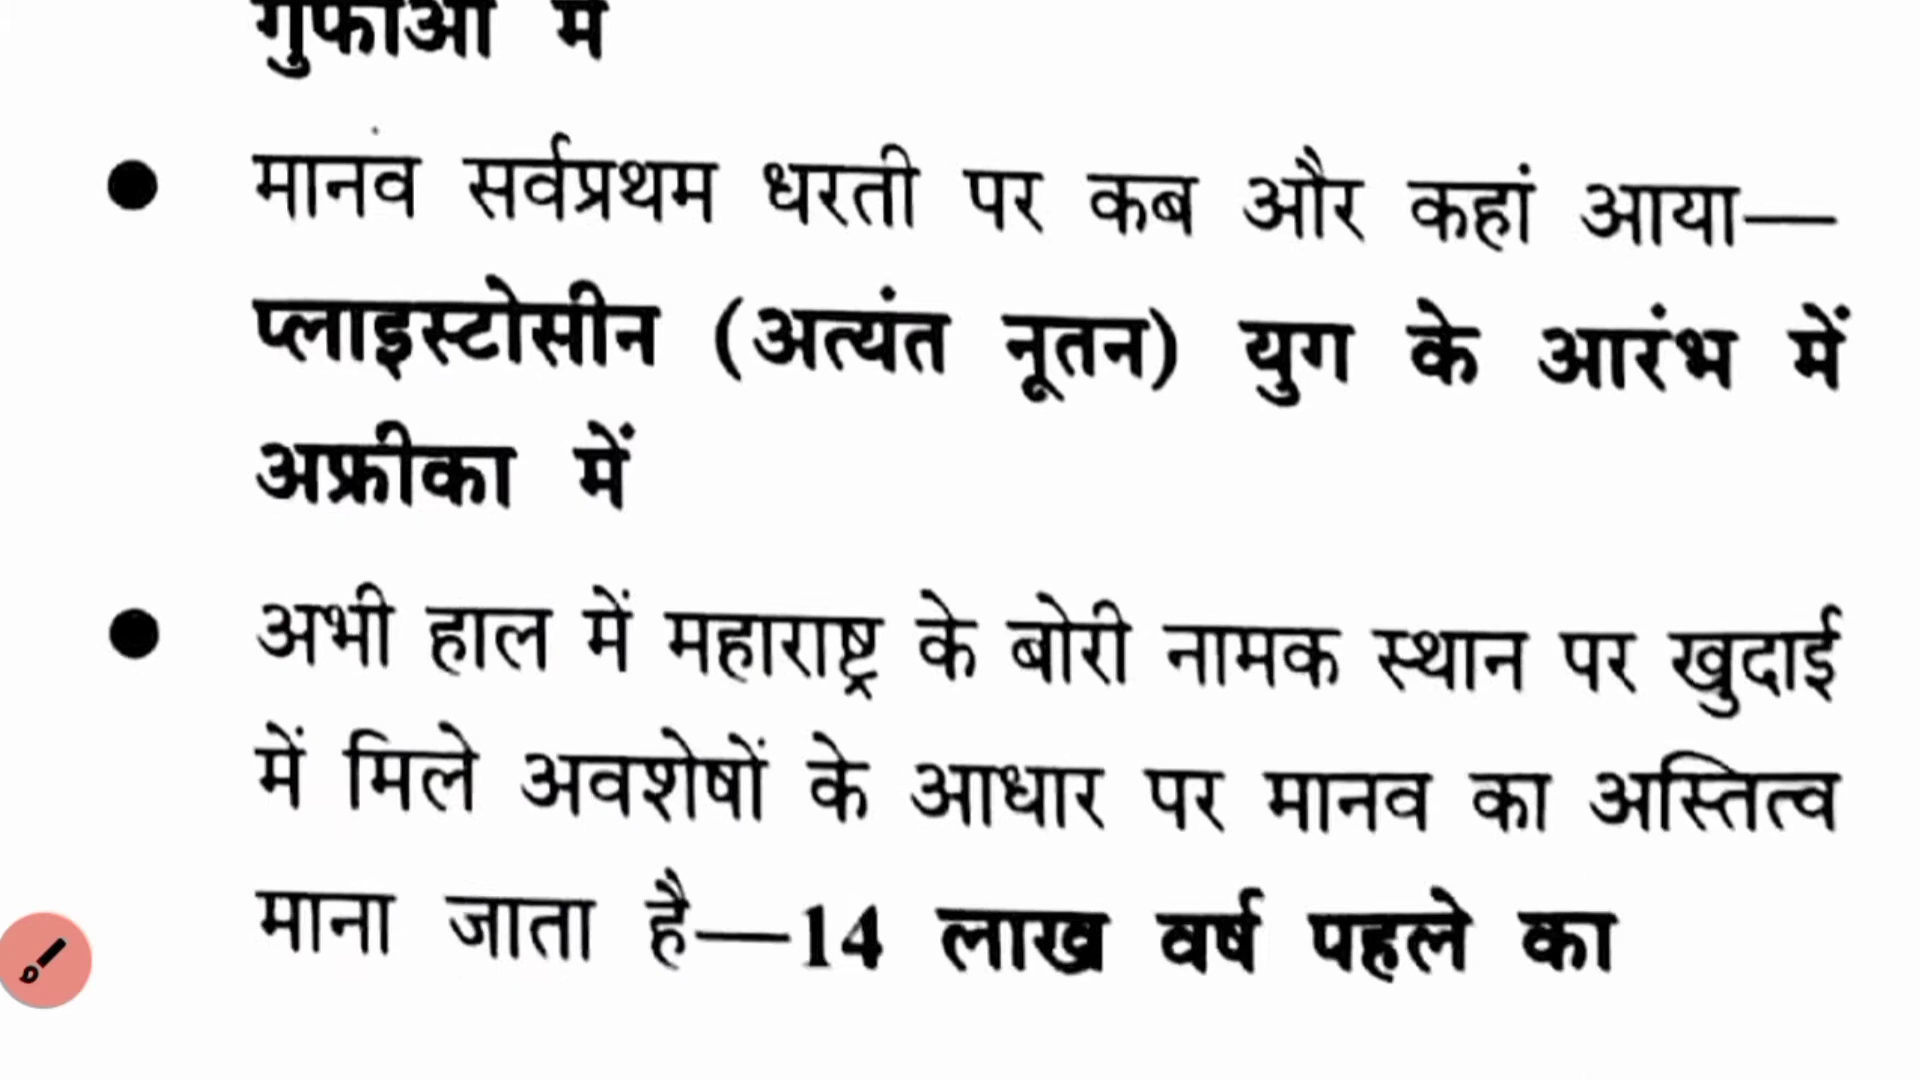 गुफाओं में
मानव सर्वप्रथम धरती पर कब और कहां आया—
प्लाइस्टोसीन (अत्यंत नूतन) युग के आरंभ में
अफ्रीका में
अभी हाल में महाराष्ट्र के बोरी नामक स्थान पर खुदाई
में मिले अवशेषों के आधार पर मानव का अस्तित्व
माना जाता है—14 लाख वर्ष पहले का